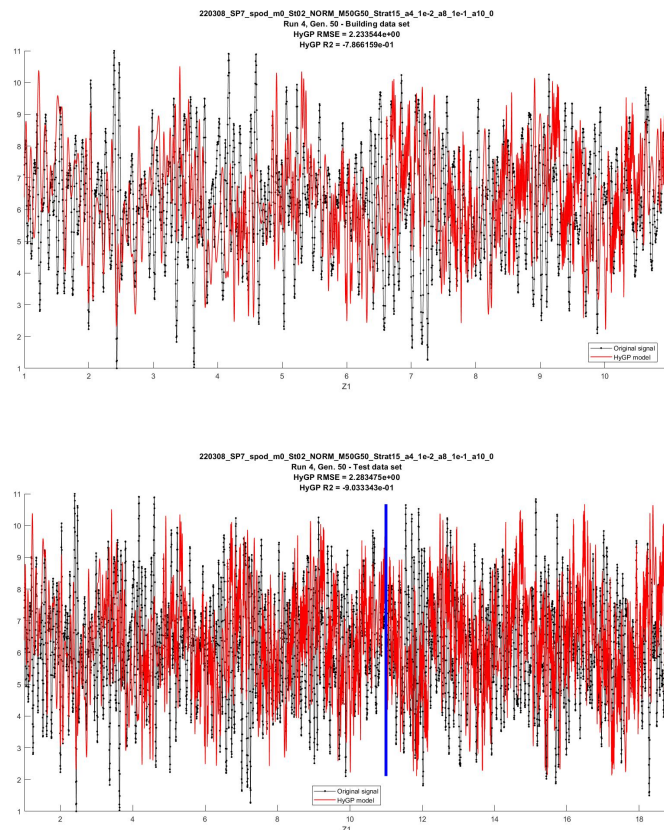 220308_SP7_spod_m0_St02_NORM_M50G50_Strat15_a4_1e-2_a8_1e-1_a10_0
Run 4, Gen. 50 - Building data set
HyGP RMSE = 2.233544e+00
HyGP R2 = -7.866159e-01
11
10
9
8
7
6
5
4
3
2
1
1 2 3 4 5 6 7 8 9 10
Z1
Original signal
HyGP model
220308_SP7_spod_m0_St02_NORM_M50G50_Strat15_a4_1e-2_a8_1e-1_a10_0
Run 4, Gen. 50 - Test data set
HyGP RMSE = 2.283475e+00
HyGP R2 = -9.033343e-01
11
10
9
8
7
6
5
4
3
2
1
2 4 6 8 10 12 14 16 18
Z1
Original signal
HyGP model